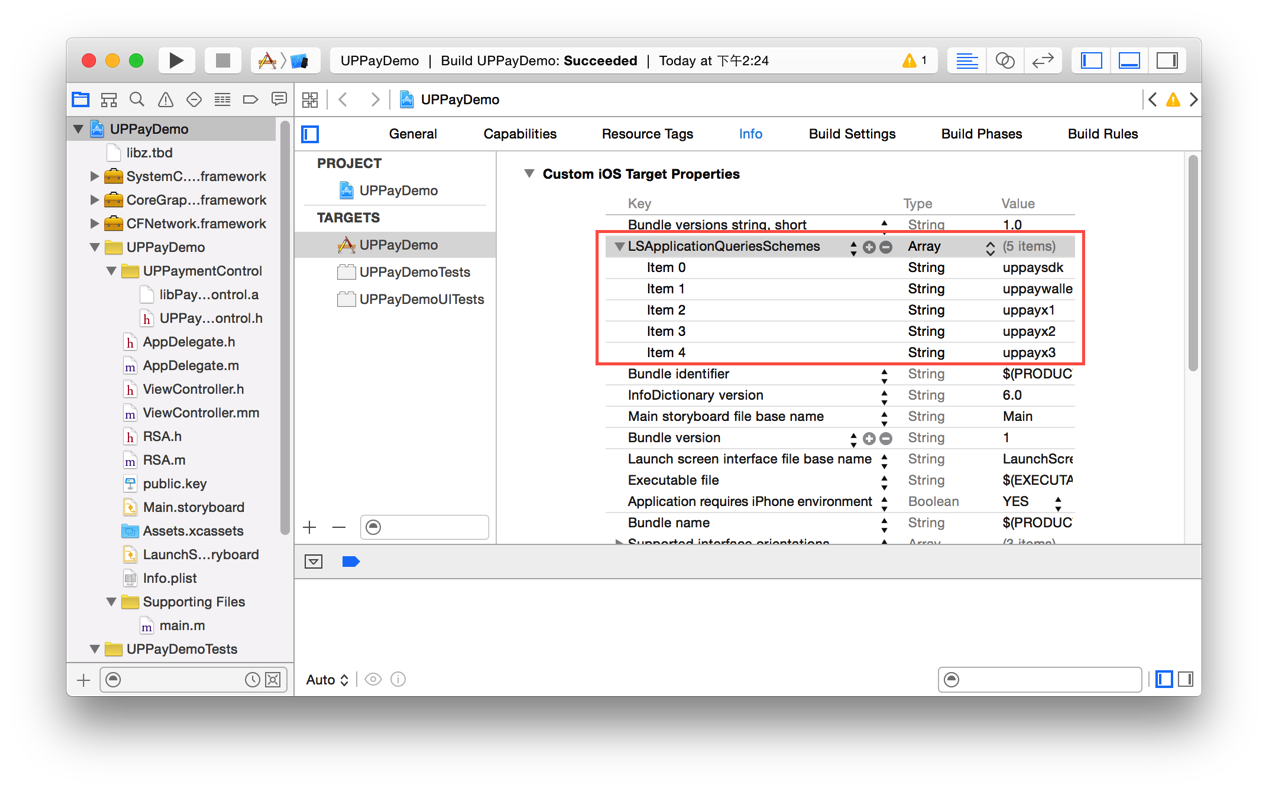 UPPayDemo | Build UPPayDemo: Succeeded | Today at 下午2:24
1
UPPayDemo
UPPayDemo
libz.tbd
SystemC....framework
CoreGrap...framework
CFNetwork.framework
UPPayDemo
UPPaymentControl
libPay...ontrol.a
UPPay...ontrol.h
AppDelegate.h
AppDelegate.m
ViewController.h
ViewController.mm
RSA.h
RSA.m
public.key
Main.storyboard
Assets.xcassets
LaunchS...ryboard
Info.plist
Supporting Files
main.m
UPPayDemoTests
General Capabilities Resource Tags Info Build Settings Build Phases Build Rules
PROJECT
UPPayDemo
TARGETS
UPPayDemo
UPPayDemoTests
UPPayDemoUITests
Custom iOS Target Properties
Key Type Value
Bundle versions string, short String 1.0
LSApplicationQueriesSchemes Array (5 items)
Item 0 String uppaysdk
Item 1 String uppaywalle
Item 2 String uppayx1
Item 3 String uppayx2
Item 4 String uppayx3
Bundle identifier String $(PRODUC
InfoDictionary version String 6.0
Main storyboard file base name String Main
Bundle version String 1
Launch screen interface file base name String LaunchScre
Executable file String $(EXECUTA
Application requires iPhone environment Boolean YES
Bundle name String $(PRODUC
Supported interface orientations Array (3 items)
Auto